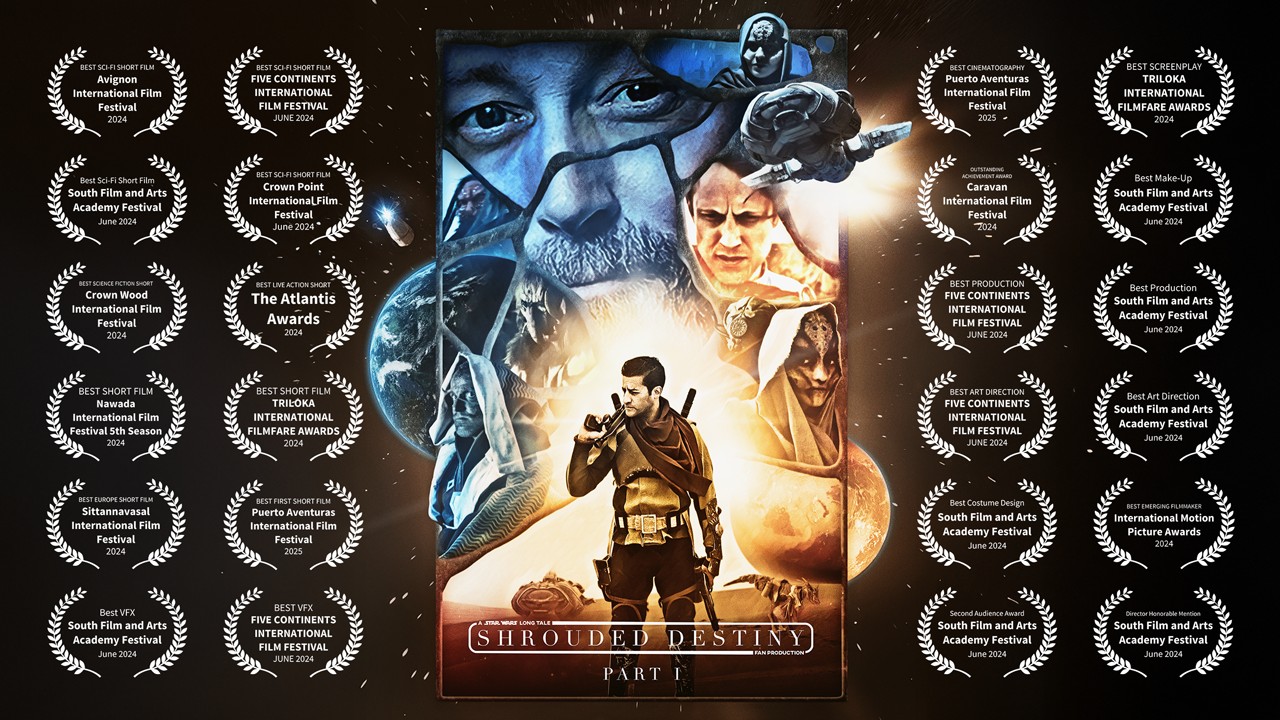 BEST SCI-FI SHORT FILM
Avignon
International Film
Festival
2024
BEST SCI-FI SHORT FILM
FIVE CONTINENTS
INTERNATIONAL
FILM FESTIVAL
JUNE 2024
Best Sci-Fi Short Film
South Film and Arts
Academy Festival
June 2024
BEST SCI-FI SHORT FILM
Crown Point
International Film
Festival
June 2024
BEST SCIENCE FICTION SHORT
Crown Wood
International Film
Festival
2024
BEST LIVE ACTION SHORT
The Atlantis
Awards
2024
BEST SHORT FILM
Nawada
International Film
Festival 5th Season
2024
BEST SHORT FILM
TRILOKA
INTERNATIONAL
FILMFARE AWARDS
2024
BEST EUROPE SHORT FILM
Sittannavasal
International Film
Festival
2024
BEST FIRST SHORT FILM
Puerto Aventuras
International Film
Festival
2025
Best VFX
South Film and Arts
Academy Festival
June 2024
BEST VFX
FIVE CONTINENTS
INTERNATIONAL
FILM FESTIVAL
JUNE 2024
A STAR WARS LONG TALE
SHROUDED DESTINY
FAN PRODUCTION
PART I
BEST CINEMATOGRAPHY
Puerto Aventuras
International Film
Festival
2025
BEST SCREENPLAY
TRILOKA
INTERNATIONAL
FILMFARE AWARDS
2024
OUTSTANDING
ACHIEVEMENT AWARD
Caravan
International Film
Festival
2024
Best Make-Up
South Film and Arts
Academy Festival
June 2024
BEST PRODUCTION
FIVE CONTINENTS
INTERNATIONAL
FILM FESTIVAL
JUNE 2024
Best Production
South Film and Arts
Academy Festival
June 2024
BEST ART DIRECTION
FIVE CONTINENTS
INTERNATIONAL
FILM FESTIVAL
JUNE 2024
Best Art Direction
South Film and Arts
Academy Festival
June 2024
Best Costume Design
South Film and Arts
Academy Festival
June 2024
BEST EMERGING FILMMAKER
International Motion
Picture Awards
2024
Second Audience Award
South Film and Arts
Academy Festival
June 2024
Director Honorable Mention
South Film and Arts
Academy Festival
June 2024